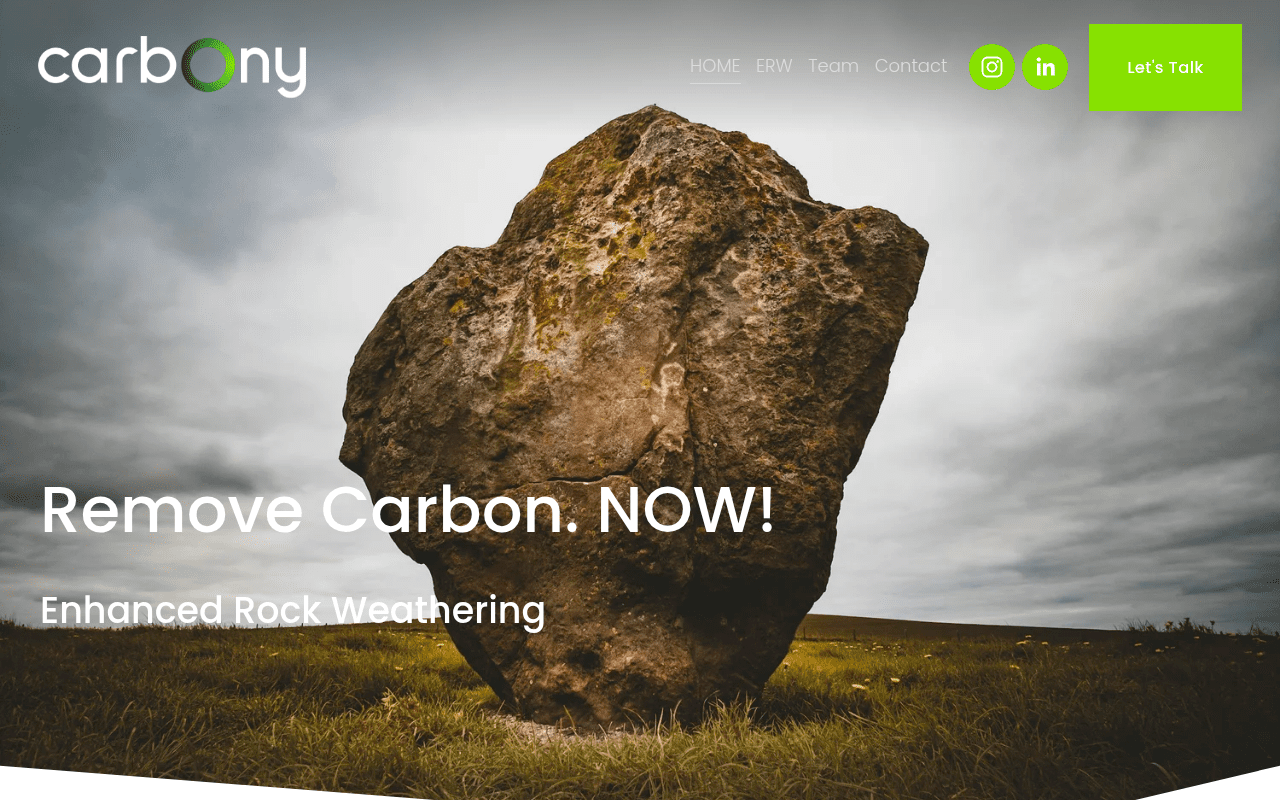 carbony
HOME ERW Team Contact
Let's Talk
Remove Carbon. NOW!
Enhanced Rock Weathering